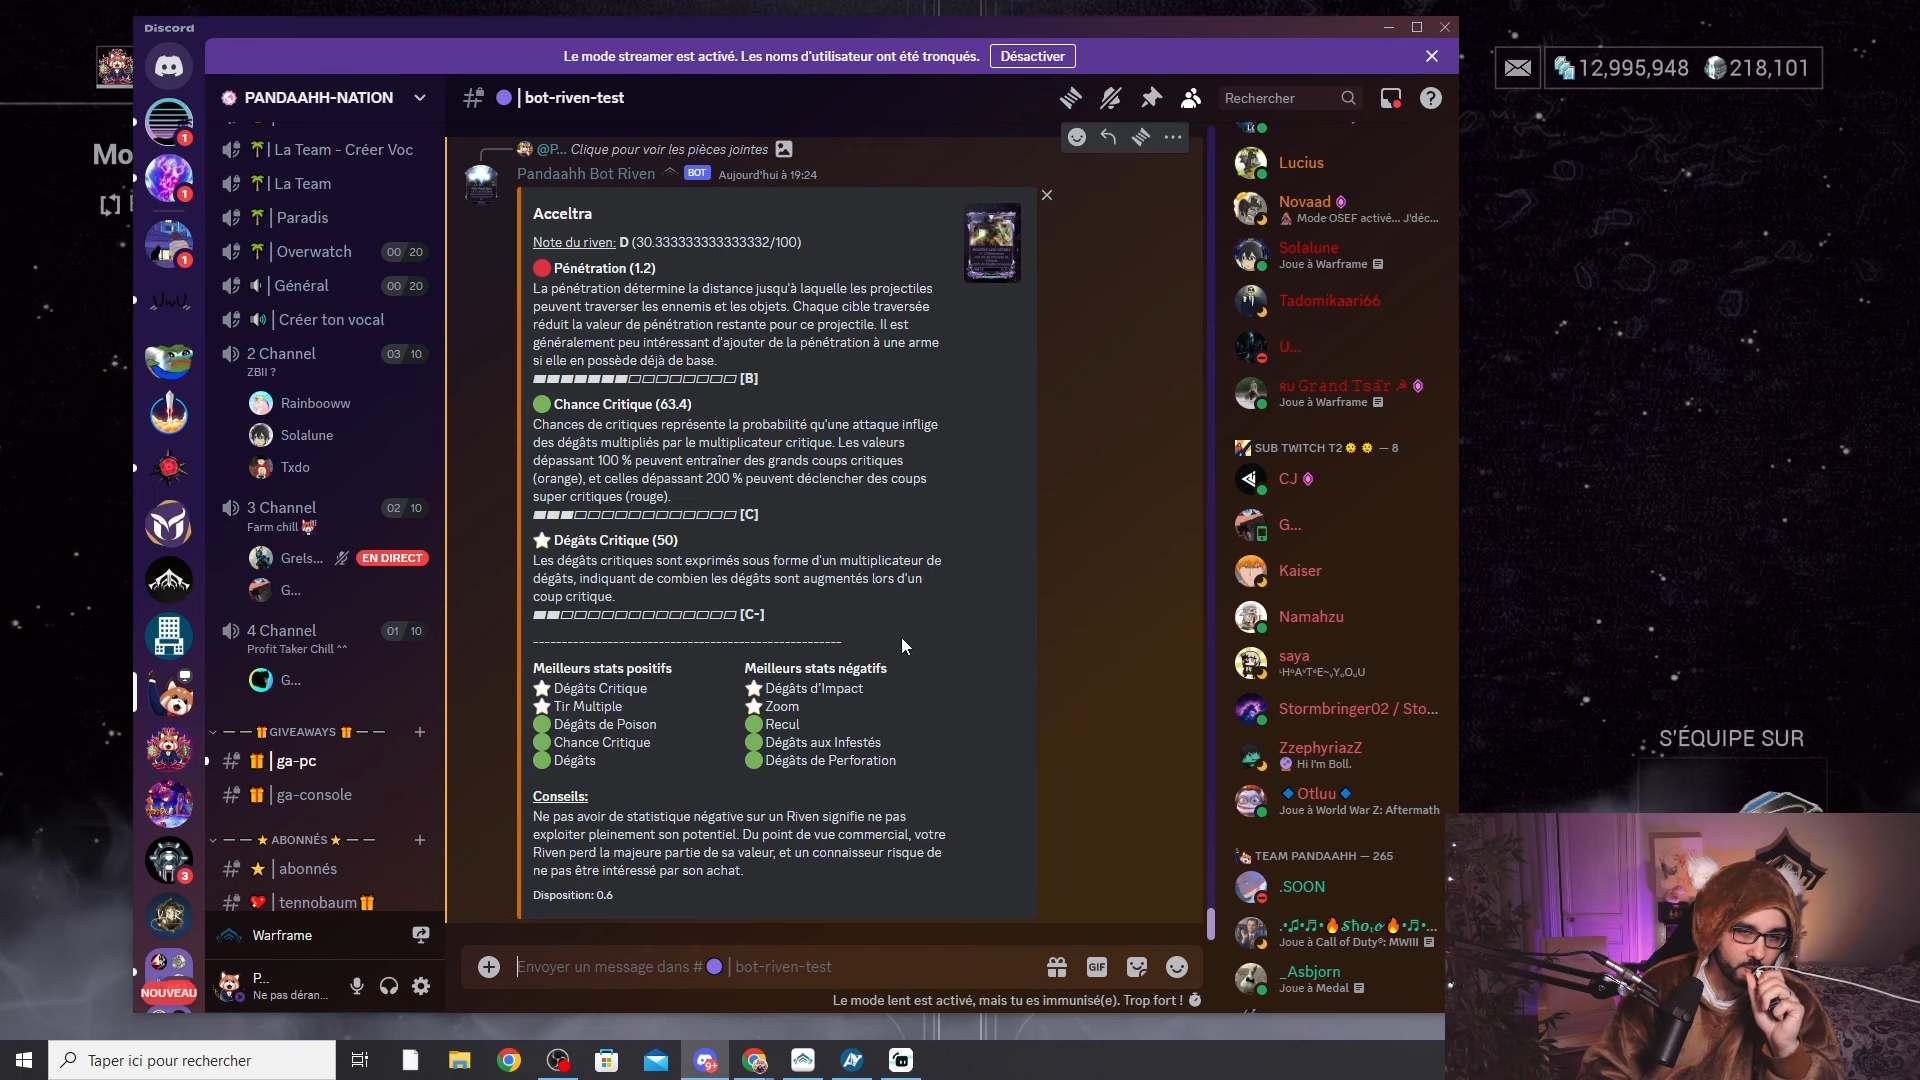 Discord
Le mode streamer est activé. Les noms d'utilisateur ont été tronqués.
Désactiver
12,995,948
218,101
PANDAAHH-NATION
| bot-riven-test
Rechercher
Mo
La Team - Créer Voc
La Team
Paradis
Overwatch
00 20
Général
00 20
Créer ton vocal
2 Channel
03 10
ZBII ?
Rainbooww
Solalune
Txdo
3 Channel
02 10
Farm chill
Grels...
EN DIRECT
G...
4 Channel
01 10
Profit Taker Chill ^^
G...
GIVEAWAYS
ga-pc
ga-console
ABONNÉS
abonnés
tennobaum
Warframe
P...
Ne pas déran...
1
1
1
UwU
3
NOUVEAU
@P... Clique pour voir les pièces jointes
Pandaahh Bot Riven
BOT
Aujourd'hui à 19:24
Acceltra
Note du riven: D (30.333333333333332/100)
Pénétration (1.2)
La pénétration détermine la distance jusqu'à laquelle les projectiles
peuvent traverser les ennemis et les objets. Chaque cible traversée
réduit la valeur de pénétration restante pour ce projectile. Il est
généralement peu intéressant d'ajouter de la pénétration à une arme
si elle en possède déjà de base.
[B]
Chance Critique (63.4)
Chances de critiques représente la probabilité qu'une attaque inflige
des dégâts multipliés par le multiplicateur critique. Les valeurs
dépassant 100 % peuvent entraîner des grands coups critiques
(orange), et celles dépassant 200 % peuvent déclencher des coups
super critiques (rouge).
[C]
Dégâts Critique (50)
Les dégâts critiques sont exprimés sous forme d'un multiplicateur de
dégâts, indiquant de combien les dégâts sont augmentés lors d'un
coup critique.
[C-]
Meilleurs stats positifs
Dégâts Critique
Tir Multiple
Dégâts de Poison
Chance Critique
Dégâts
Meilleurs stats négatifs
Dégâts d'Impact
Zoom
Recul
Dégâts aux Infestés
Dégâts de Perforation
Conseils:
Ne pas avoir de statistique négative sur un Riven signifie ne pas
exploiter pleinement son potentiel. Du point de vue commercial, votre
Riven perd la majeure partie de sa valeur, et un connaisseur risque de
ne pas être intéressé par son achat.
Disposition: 0.6
Envoyer un message dans # | bot-riven-test
GIF
Le mode lent est activé, mais tu es immunisé(e). Trop fort !
Lucius
Novaad
Mode OSEF activé... J'déc...
Solalune
Joue à Warframe
Tadomikaari66
U...
RU Grand Tsár
Joue à Warframe
SUB TWITCH T2 — 8
CJ
G...
Kaiser
Namahzu
saya
Stormbringer02 / Sto...
ZzephyriazZ
Hi I'm Boll.
Otluu
Joue à World War Z: Aftermath
TEAM PANDAAHH — 265
.SOON
Joue à Call of Duty®: MWIII
_Asbjorn
Joue à Medal
S'ÉQUIPE SUR
Taper ici pour rechercher
9+